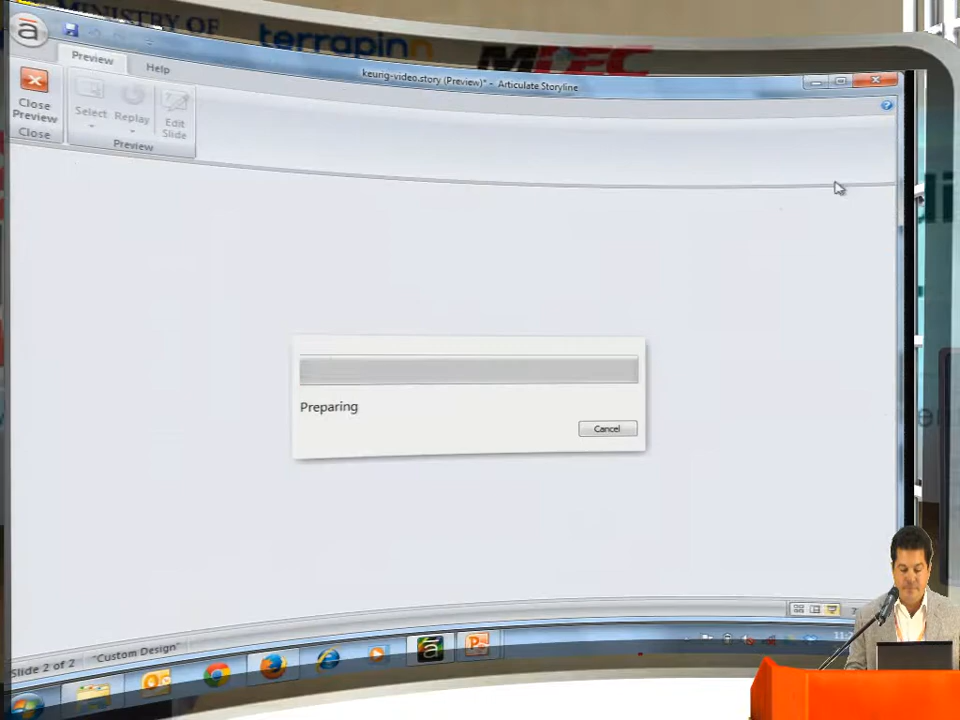 MINISTRY OF
terrapinn
MTEC
Preview
Help
keung-video.story (Preview)* - Articulate Storyline
Close
Preview
Select
Replay
Edit
Slide
Close
Preview
Preparing
Cancel
Slide 2 of 2
"Custom Design"